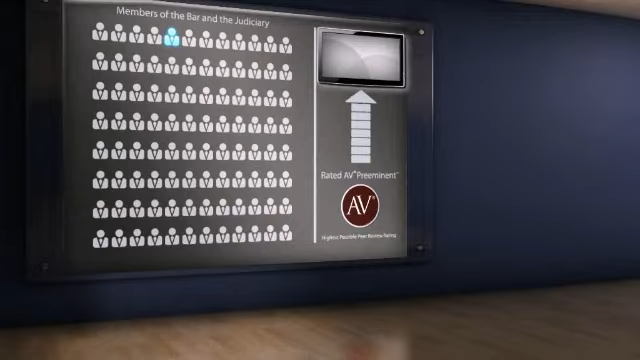 Members of the Bar and the Judiciary
Rated AV® Preeminent™
AV®
Highest Possible Peer Review Rating